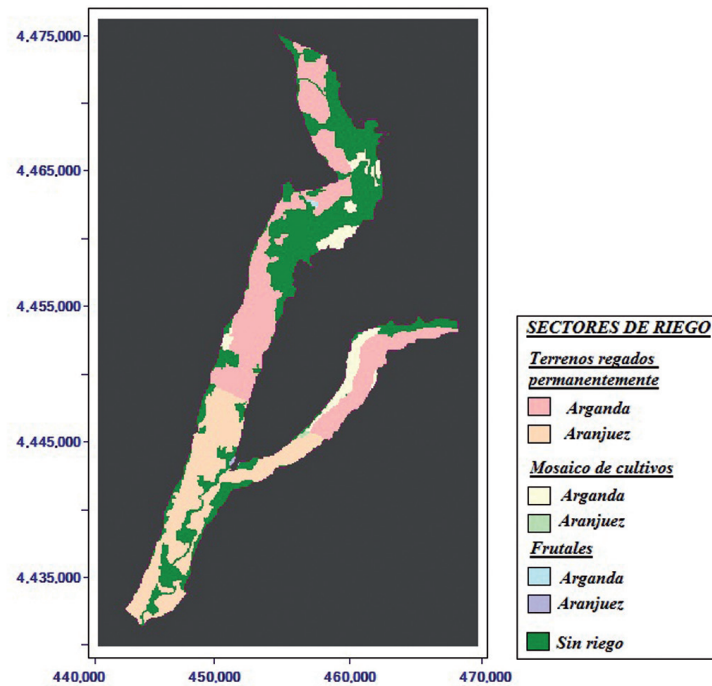 4,475,000
4,465,000
4,455,000
4,445,000
4,435,000
440,000
450,000
460,000
470,000
SECTORES DE RIEGO
Terrenos regados
permanentemente
Arganda
Aranjuez
Mosaico de cultivos
Arganda
Aranjuez
Frutales
Arganda
Aranjuez
Sin riego